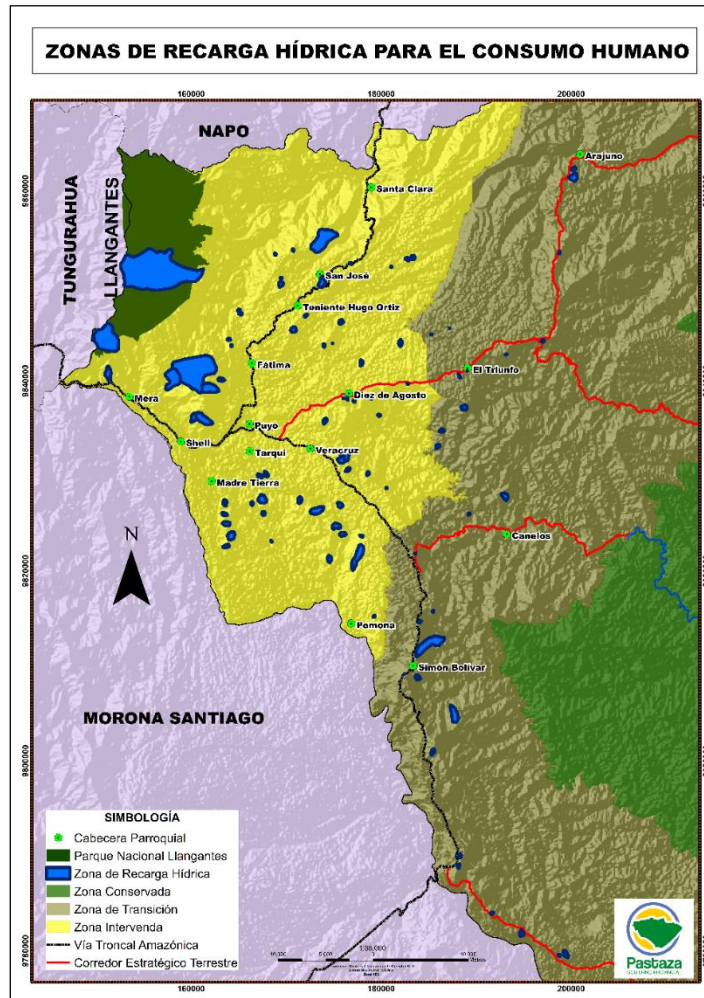 ZONAS DE RECARGA HÍDRICA PARA EL CONSUMO HUMANO
160000 180000 200000
NAPO
TUNGURAHUA
LLANGANTES
Arajuno
Santa Clara
San José
Teniente Hugo Ortiz
Fátima
El Triunfo
Mera
Diez de Agosto
Puyo
Shell
Tarqui
Veracruz
Madre Tierra
N
Canelos
Pomona
Simón Bolívar
MORONA SANTIAGO
9840000
9820000
9800000
9780000
SIMBOLOGÍA
Cabecera Parroquial
Parque Nacional Llangantes
Zona de Recarga Hídrica
Zona Conservada
Zona de Transición
Zona Intervenda
Vía Troncal Amazónica
Corredor Estratégico Terrestre
Pastaza
160000 180000 200000